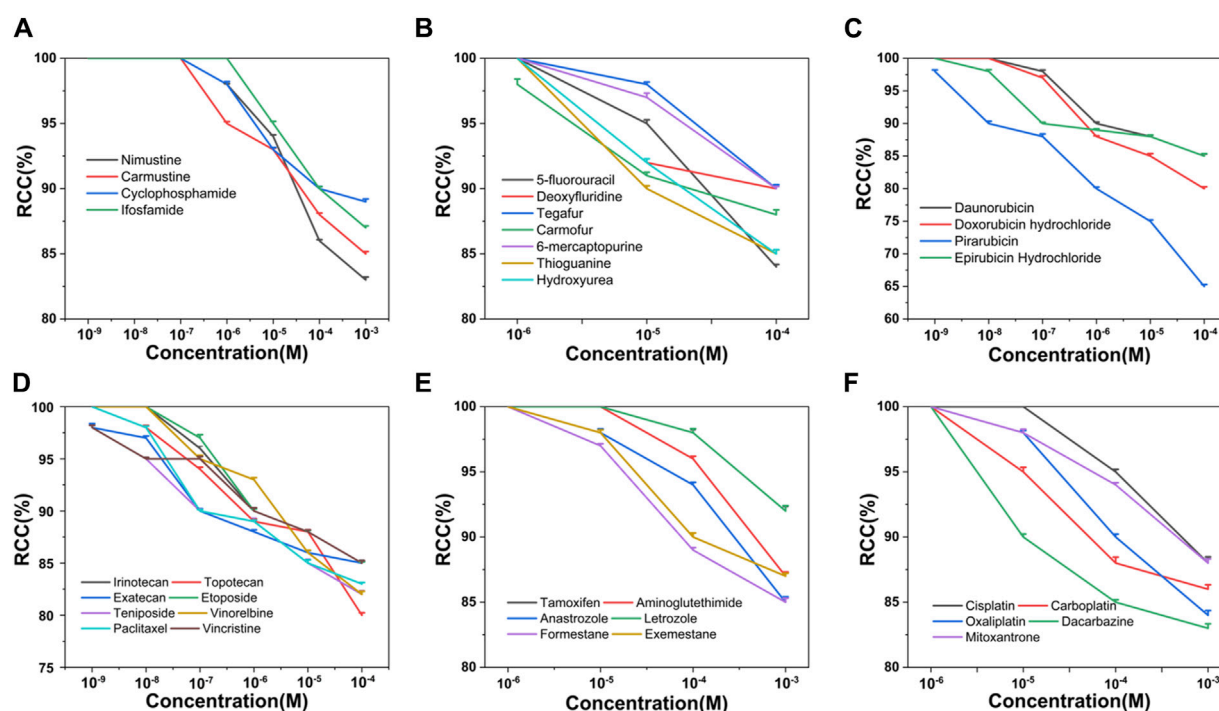 A
RCC(%)
100
95
90
85
80
Nimustine
Carmustine
Cyclophosphamide
Ifosfamide
10⁻⁹ 10⁻⁸ 10⁻⁷ 10⁻⁶ 10⁻⁵ 10⁻⁴ 10⁻³
Concentration(M)
B
RCC(%)
100
95
90
85
80
5-fluorouracil
Deoxyfluridine
Tegafur
Carmofur
6-mercaptopurine
Thioguanine
Hydroxyurea
10⁻⁶ 10⁻⁵ 10⁻⁴
Concentration(M)
C
RCC(%)
100
95
90
85
80
75
70
65
60
Daunorubicin
Doxorubicin hydrochloride
Pirarubicin
Epirubicin Hydrochloride
10⁻⁹ 10⁻⁸ 10⁻⁷ 10⁻⁶ 10⁻⁵ 10⁻⁴
Concentration(M)
D
RCC(%)
100
95
90
85
80
75
Irinotecan Topotecan
Exatecan Etoposide
Teniposide Vinorelbine
Paclitaxel Vincristine
10⁻⁹ 10⁻⁸ 10⁻⁷ 10⁻⁶ 10⁻⁵ 10⁻⁴
Concentration(M)
E
RCC(%)
100
95
90
85
80
Tamoxifen Aminoglutethimide
Anastrozole Letrozole
Formestane Exemestane
10⁻⁶ 10⁻⁵ 10⁻⁴ 10⁻³
Concentration(M)
F
RCC(%)
100
95
90
85
80
Cisplatin Carboplatin
Oxaliplatin Dacarbazine
Mitoxantrone
10⁻⁶ 10⁻⁵ 10⁻⁴ 10⁻³
Concentration(M)